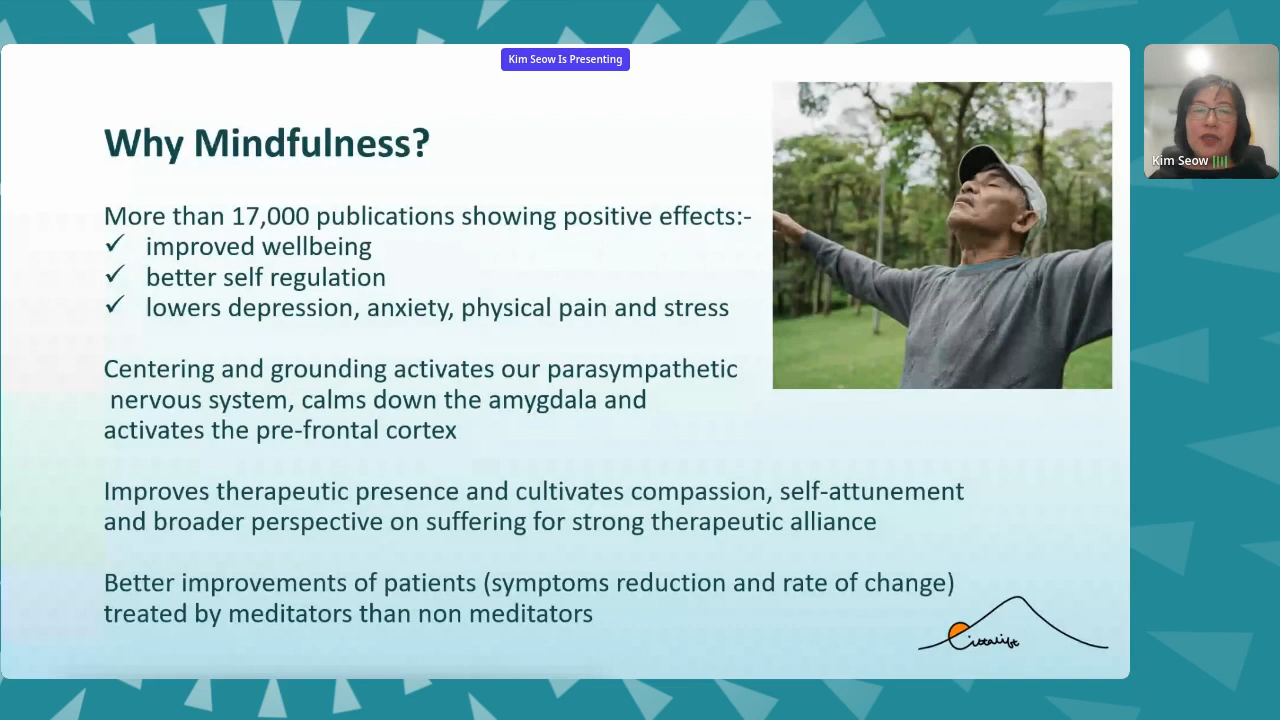 Kim Seow Is Presenting
Why Mindfulness?
More than 17,000 publications showing positive effects:-
✓ improved wellbeing
✓ better self regulation
✓ lowers depression, anxiety, physical pain and stress
Centering and grounding activates our parasympathetic
nervous system, calms down the amygdala and
activates the pre-frontal cortex
Improves therapeutic presence and cultivates compassion, self-attunement
and broader perspective on suffering for strong therapeutic alliance
Better improvements of patients (symptoms reduction and rate of change)
treated by meditators than non meditators
Cittalift
Kim Seow